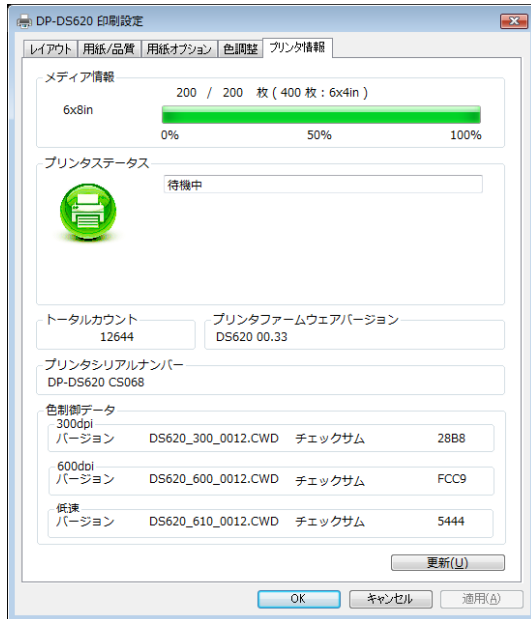 DP-DS620 印刷設定
レイアウト 用紙/品質 用紙オプション 色調整 プリンタ情報
メディア情報
200 / 200 枚 ( 400 枚 : 6x4in )
6x8in
0% 50% 100%
プリンタステータス
待機中
トータルカウント プリンタファームウェアバージョン
12644 DS620 00.33
プリンタシリアルナンバー
DP-DS620 CS068
色制御データ
300dpi
バージョン DS620_300_0012.CWD チェックサム 28B8
600dpi
バージョン DS620_600_0012.CWD チェックサム FCC9
低速
バージョン DS620_610_0012.CWD チェックサム 5444
更新(U)
OK キャンセル 適用(A)